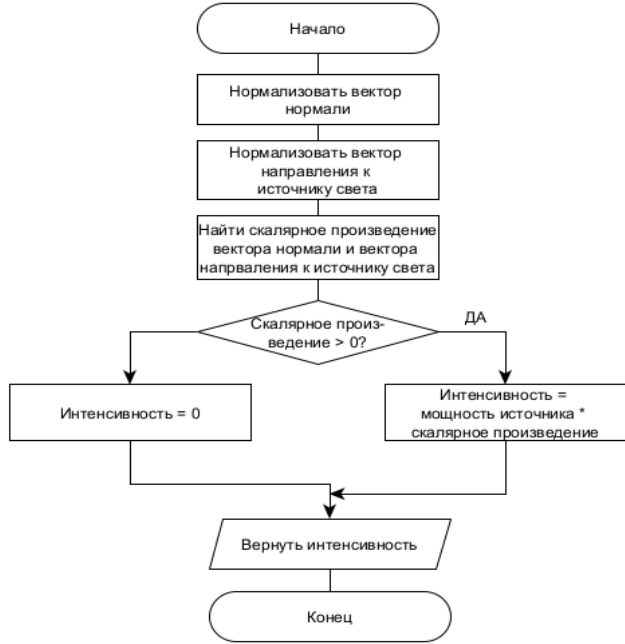 Начало
Нормализовать вектор
нормали
Нормализовать вектор
направления к
источнику света
Найти скалярное произведение
вектора нормали и вектора
напрваления к источнику света
Скалярное произ-
ведение > 0?
ДА
Интенсивность = 0
Интенсивность =
мощность источника *
скалярное произведение
Вернуть интенсивность
Конец